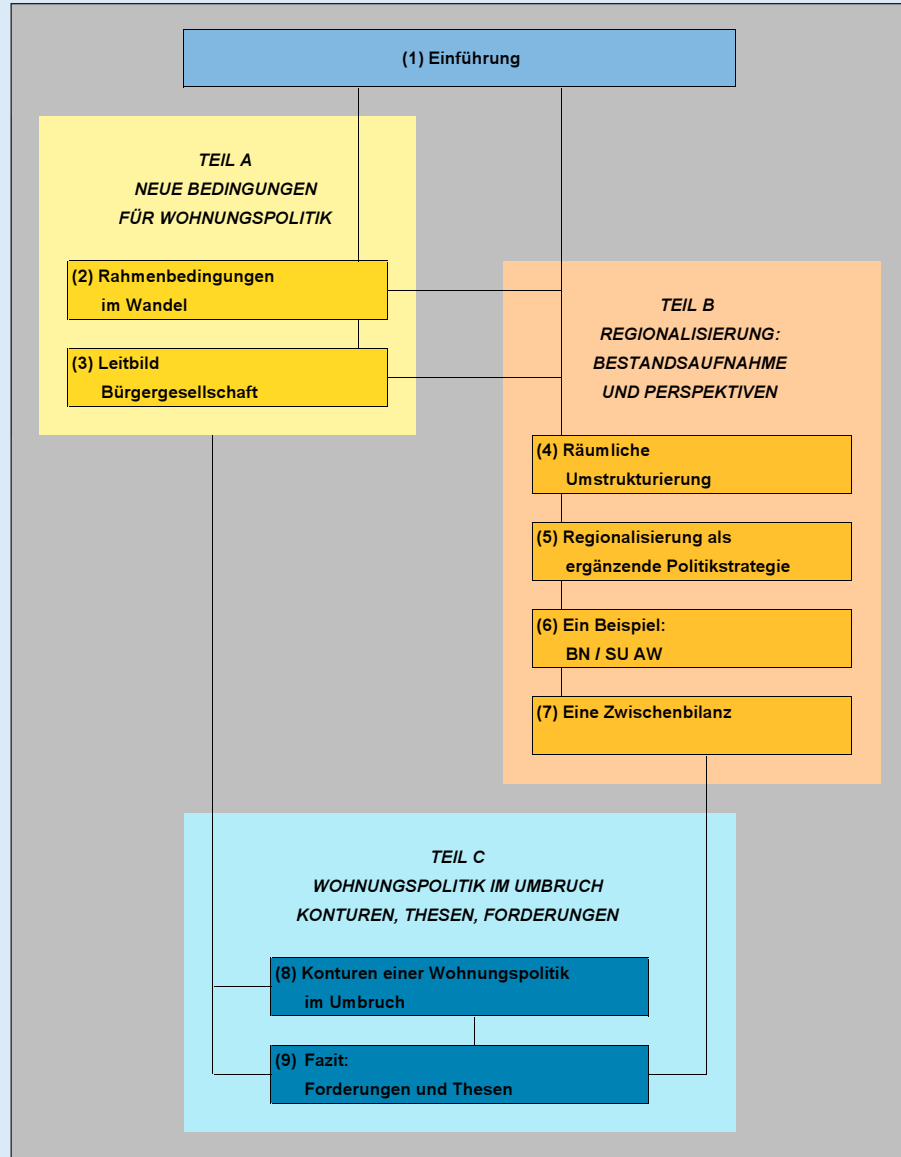 (1) Einführung
TEIL A
NEUE BEDINGUNGEN
FÜR WOHNUNGSPOLITIK
(2) Rahmenbedingungen
im Wandel
(3) Leitbild
Bürgergesellschaft
TEIL B
REGIONALISIERUNG:
BESTANDSAUFNAHME
UND PERSPEKTIVEN
(4) Räumliche
Umstrukturierung
(5) Regionalisierung als
ergänzende Politikstrategie
(6) Ein Beispiel:
BN / SU AW
(7) Eine Zwischenbilanz
TEIL C
WOHNUNGSPOLITIK IM UMBRUCH
KONTUREN, THESEN, FORDERUNGEN
(8) Konturen einer Wohnungspolitik
im Umbruch
(9) Fazit:
Forderungen und Thesen